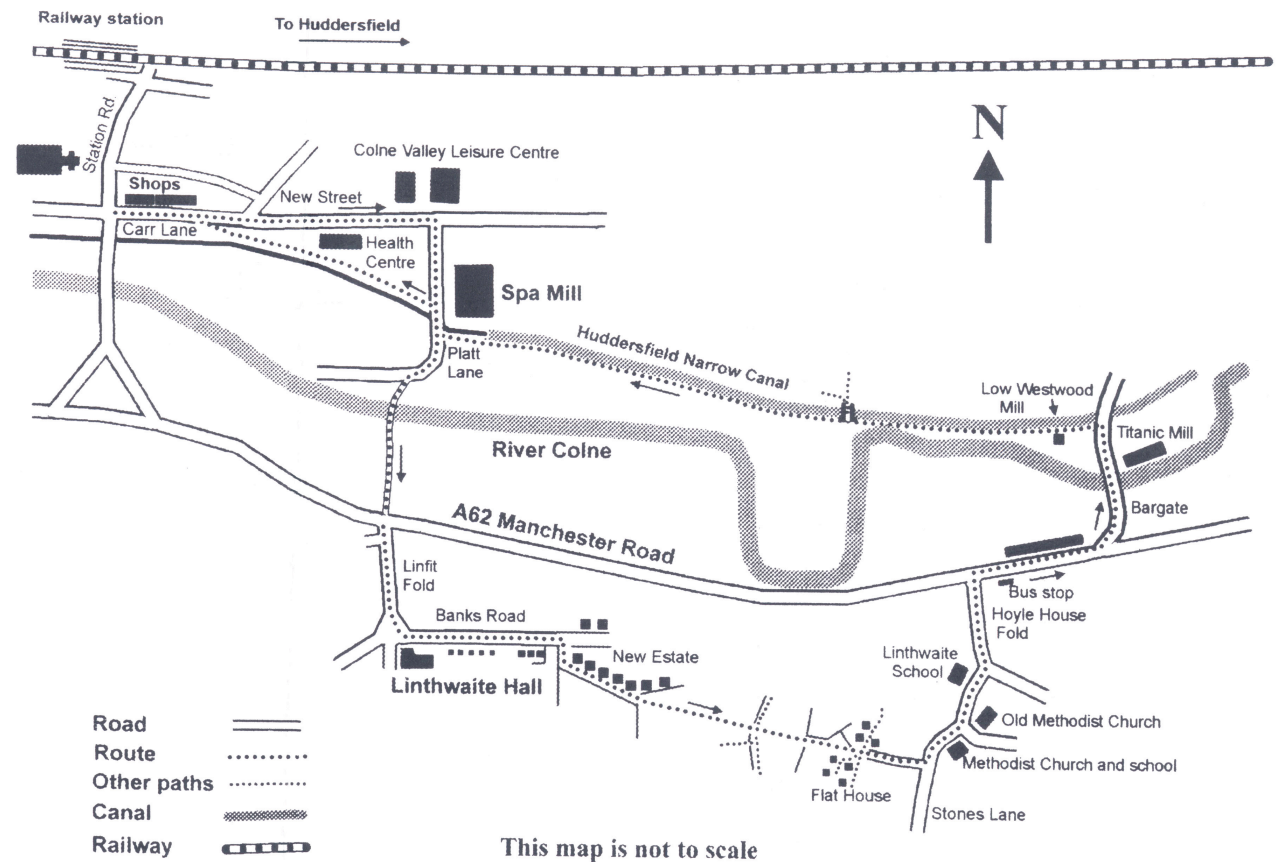 Railway station
To Huddersfield
N
Station Rd.
Colne Valley Leisure Centre
Shops
New Street
Carr Lane
Health
Centre
Spa Mill
Huddersfield Narrow Canal
Platt
Lane
Low Westwood
Mill
Titanic Mill
River Colne
Bargate
A62 Manchester Road
Linfit
Fold
Bus stop
Hoyle House
Fold
Banks Road
New Estate
Linthwaite
School
Linthwaite Hall
Old Methodist Church
Methodist Church and school
Flat House
Stones Lane
Road
Route
Other paths
Canal
Railway
This map is not to scale